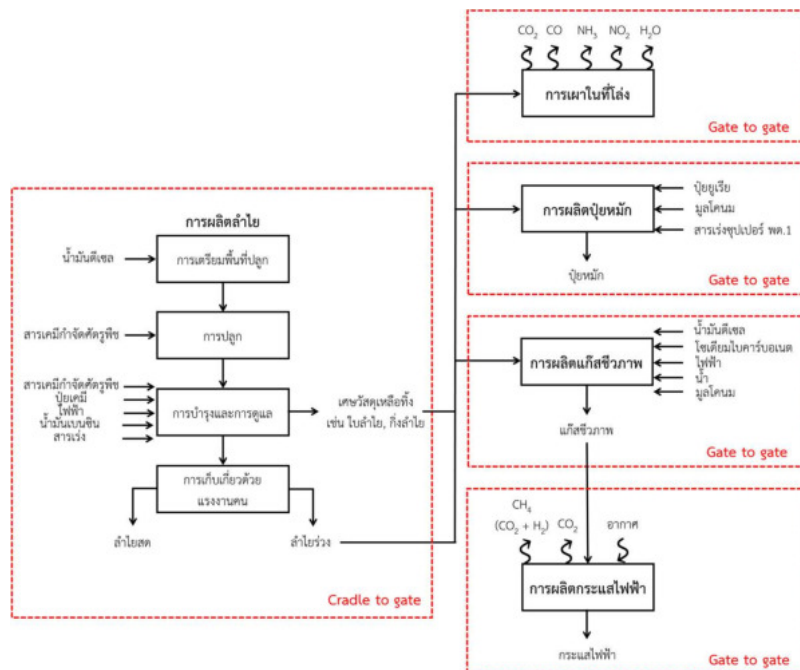 การผลิตลำไย
น้ำมันดีเซล
การเตรียมพื้นที่ปลูก
สารเคมีกำจัดศัตรูพืช
การปลูก
สารเคมีกำจัดศัตรูพืช
ปุ๋ยเคมี
ไฟฟ้า
น้ำมันเบนซิน
สารเร่ง
การบำรุงและการดูแล
เศษวัสดุเหลือทิ้ง
เช่น ใบลำไย, กิ่งลำไย
การเก็บเกี่ยวด้วย
แรงงานคน
ลำไยสด
ลำไยร่วง
Cradle to gate
CO₂ CO NH₃ NO₂ H₂O
การเผาในที่โล่ง
Gate to gate
การผลิตปุ๋ยหมัก
ปุ๋ยยูเรีย
มูลโคนม
สารเร่งซุปเปอร์ พด.1
ปุ๋ยหมัก
Gate to gate
การผลิตแก๊สชีวภาพ
น้ำมันดีเซล
โซเดียมไบคาร์บอเนต
ไฟฟ้า
น้ำ
มูลโคนม
แก๊สชีวภาพ
Gate to gate
CH₄
(CO₂ + H₂) CO₂ อากาศ
การผลิตกระแสไฟฟ้า
กระแสไฟฟ้า
Gate to gate